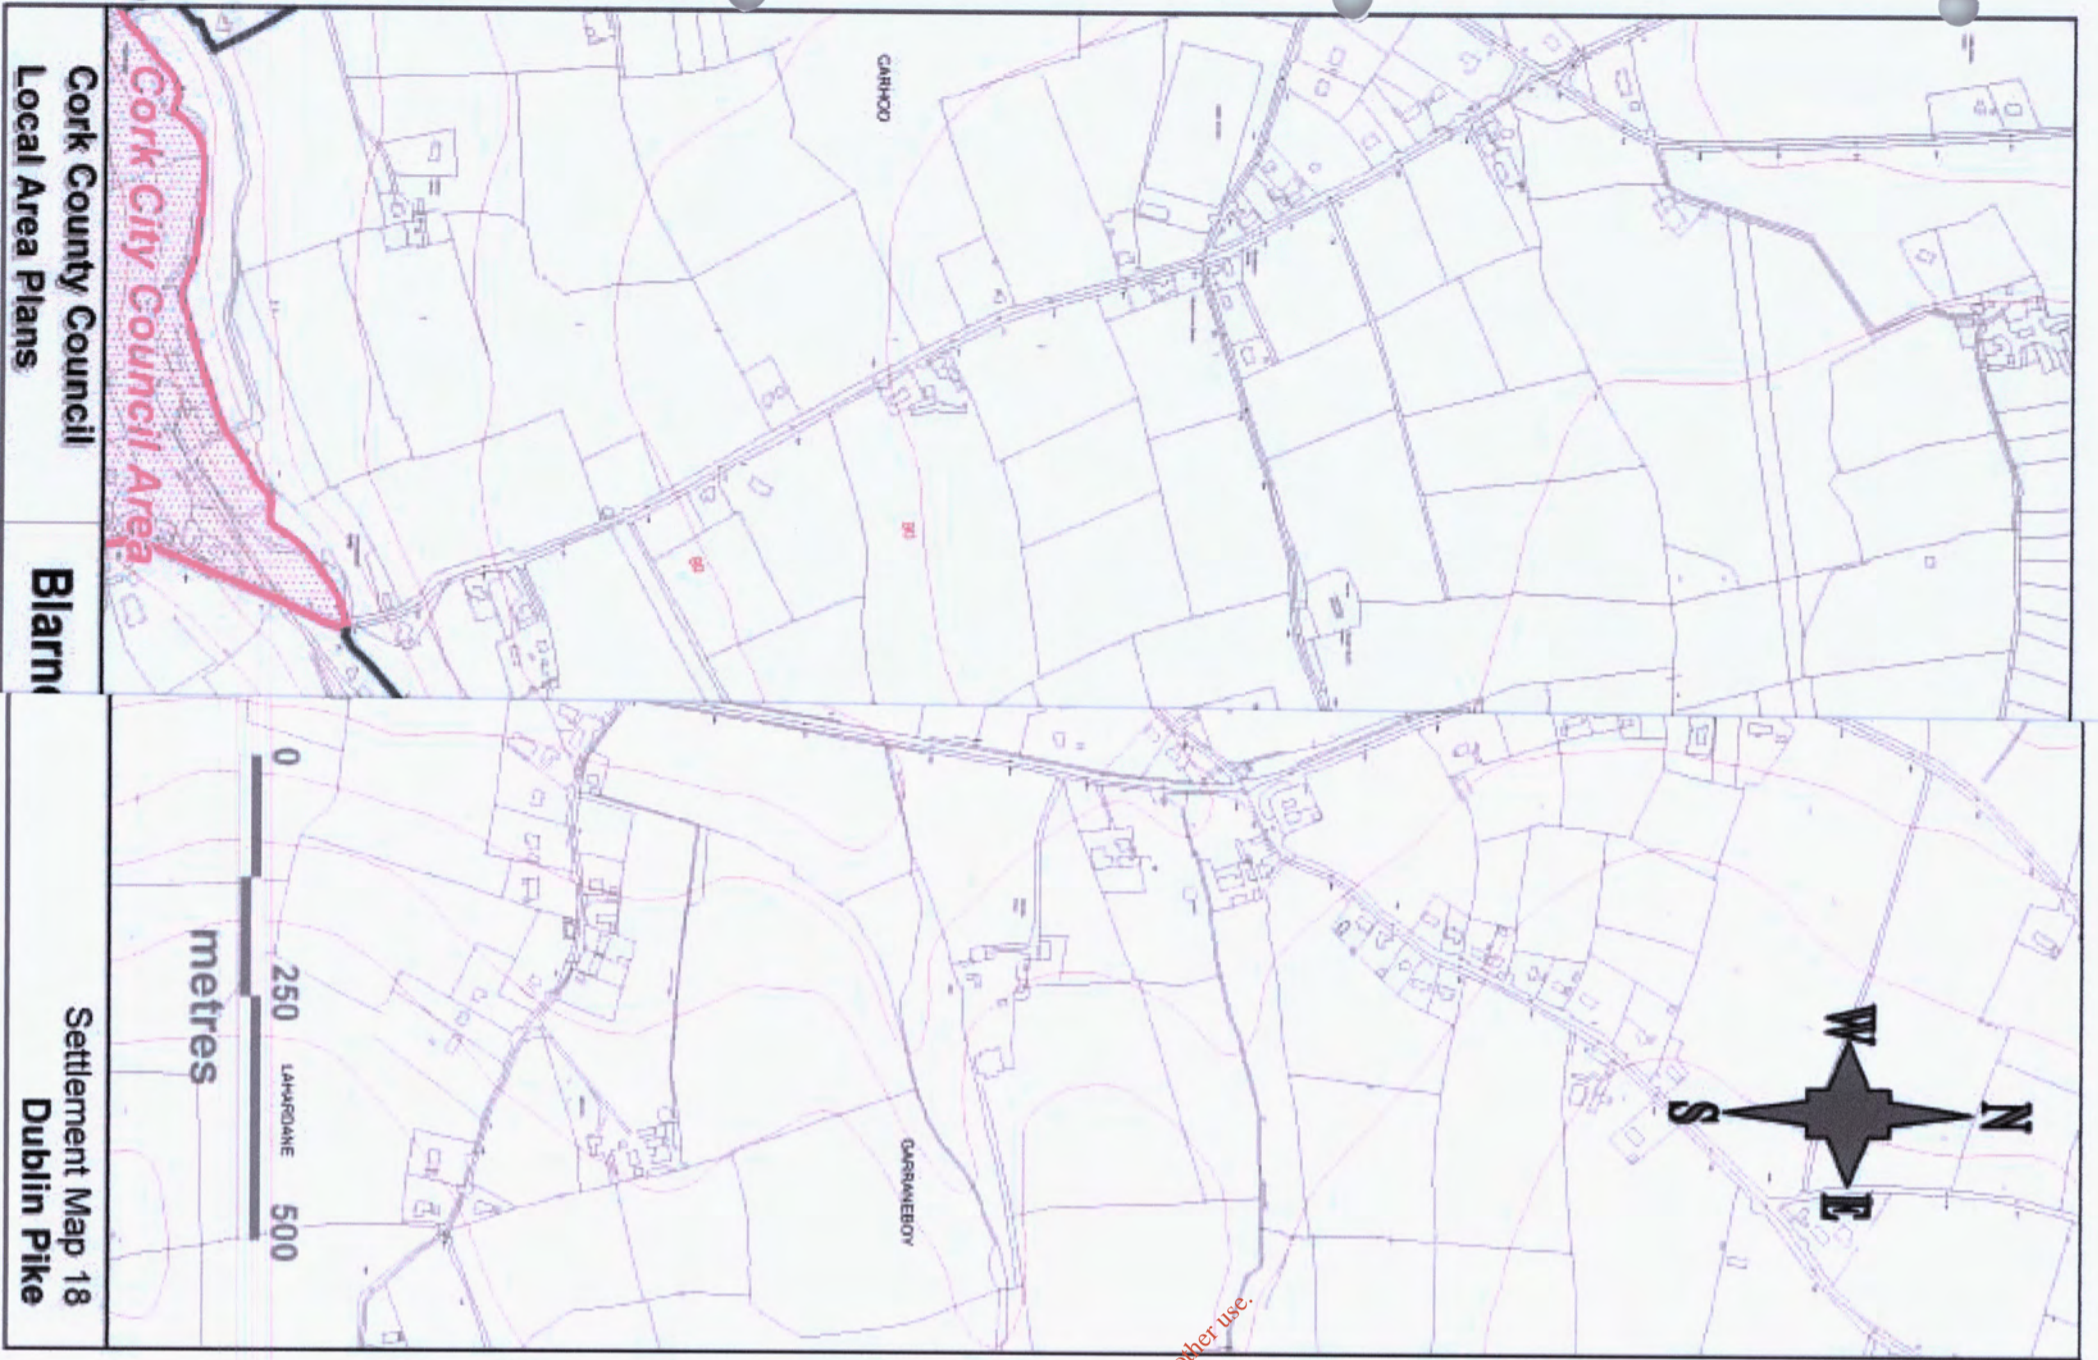 Cork County Council
Local Area Plans
Blarn
Settlement Map 18
Dublin Pike
Cork City Council Area
GARHOO
80
LAHARDANE
GARRANEBOY
0
250
500
metres
N
W
E
S
other use.